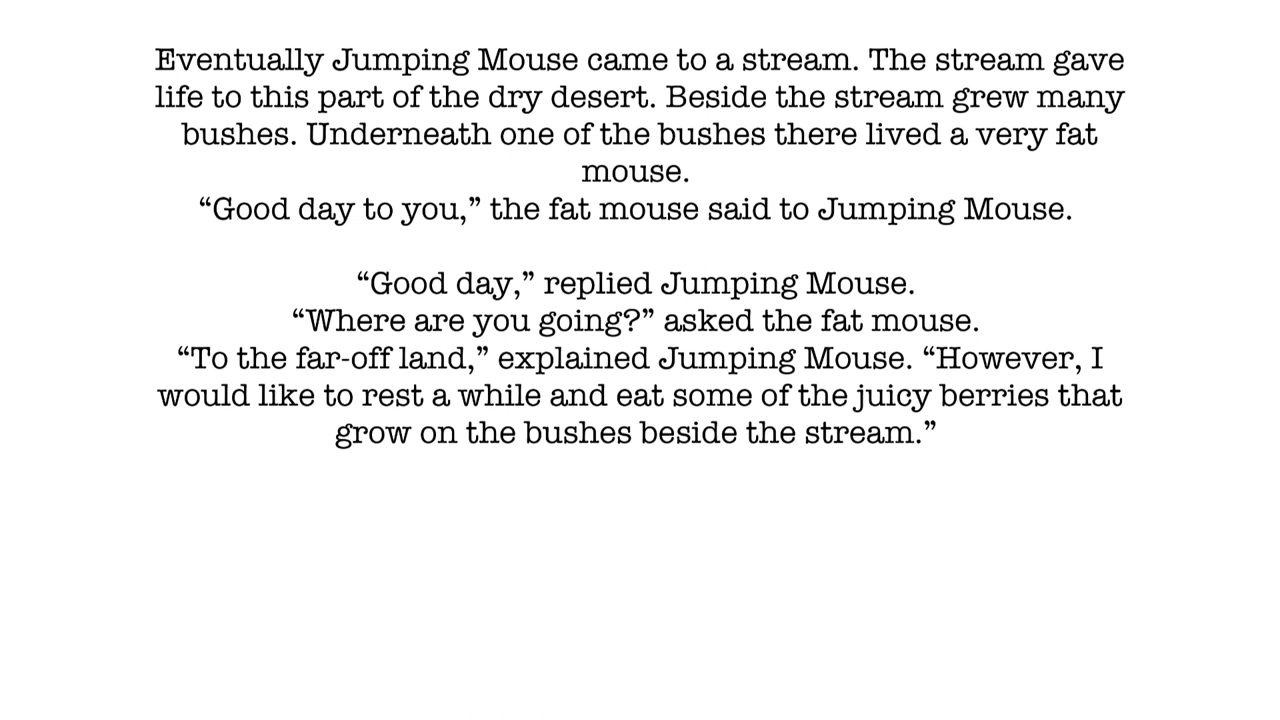 Eventually Jumping Mouse came to a stream. The stream gave
life to this part of the dry desert. Beside the stream grew many
bushes. Underneath one of the bushes there lived a very fat
mouse.
“Good day to you,” the fat mouse said to Jumping Mouse.
“Good day,” replied Jumping Mouse.
“Where are you going?” asked the fat mouse.
“To the far-off land,” explained Jumping Mouse. “However, I
would like to rest a while and eat some of the juicy berries that
grow on the bushes beside the stream.”